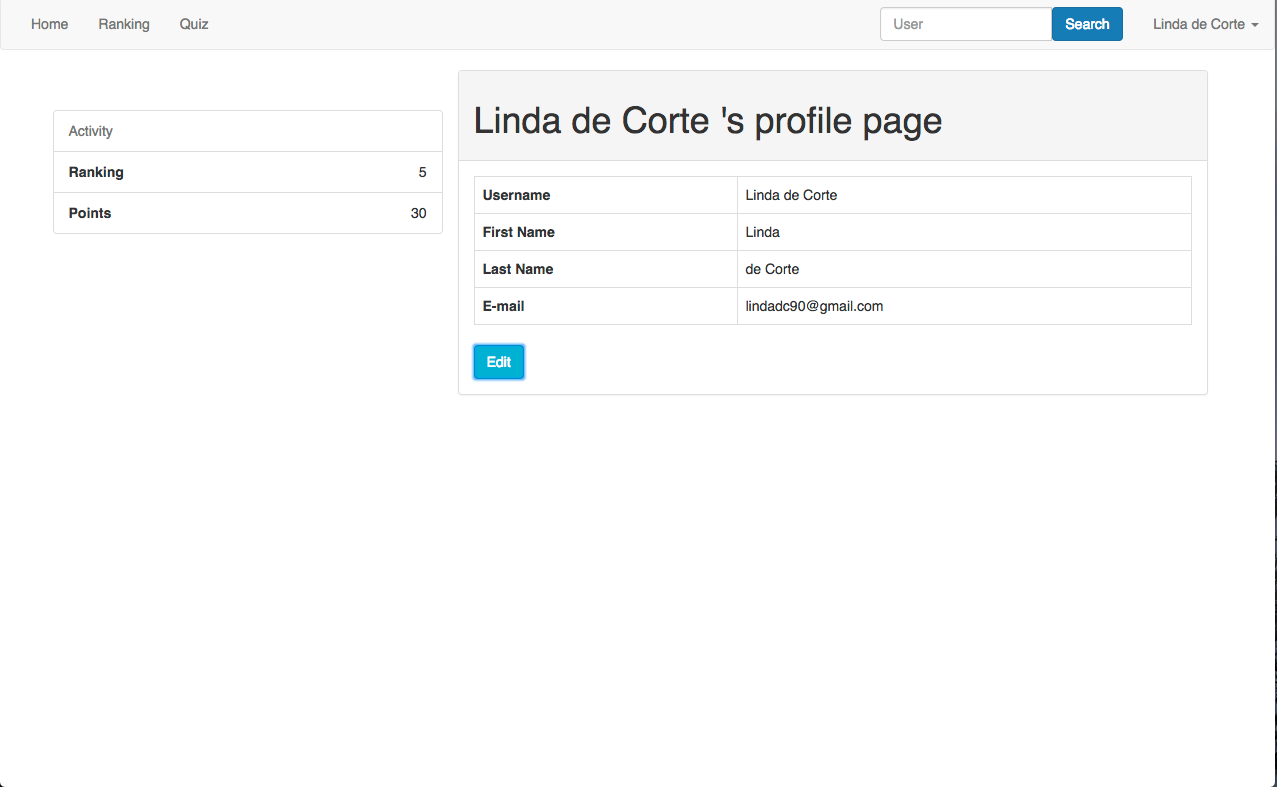 Home Ranking Quiz User Search Linda de Corte
Activity
Ranking 5
Points 30
Linda de Corte 's profile page
Username Linda de Corte
First Name Linda
Last Name de Corte
E-mail lindadc90@gmail.com
Edit